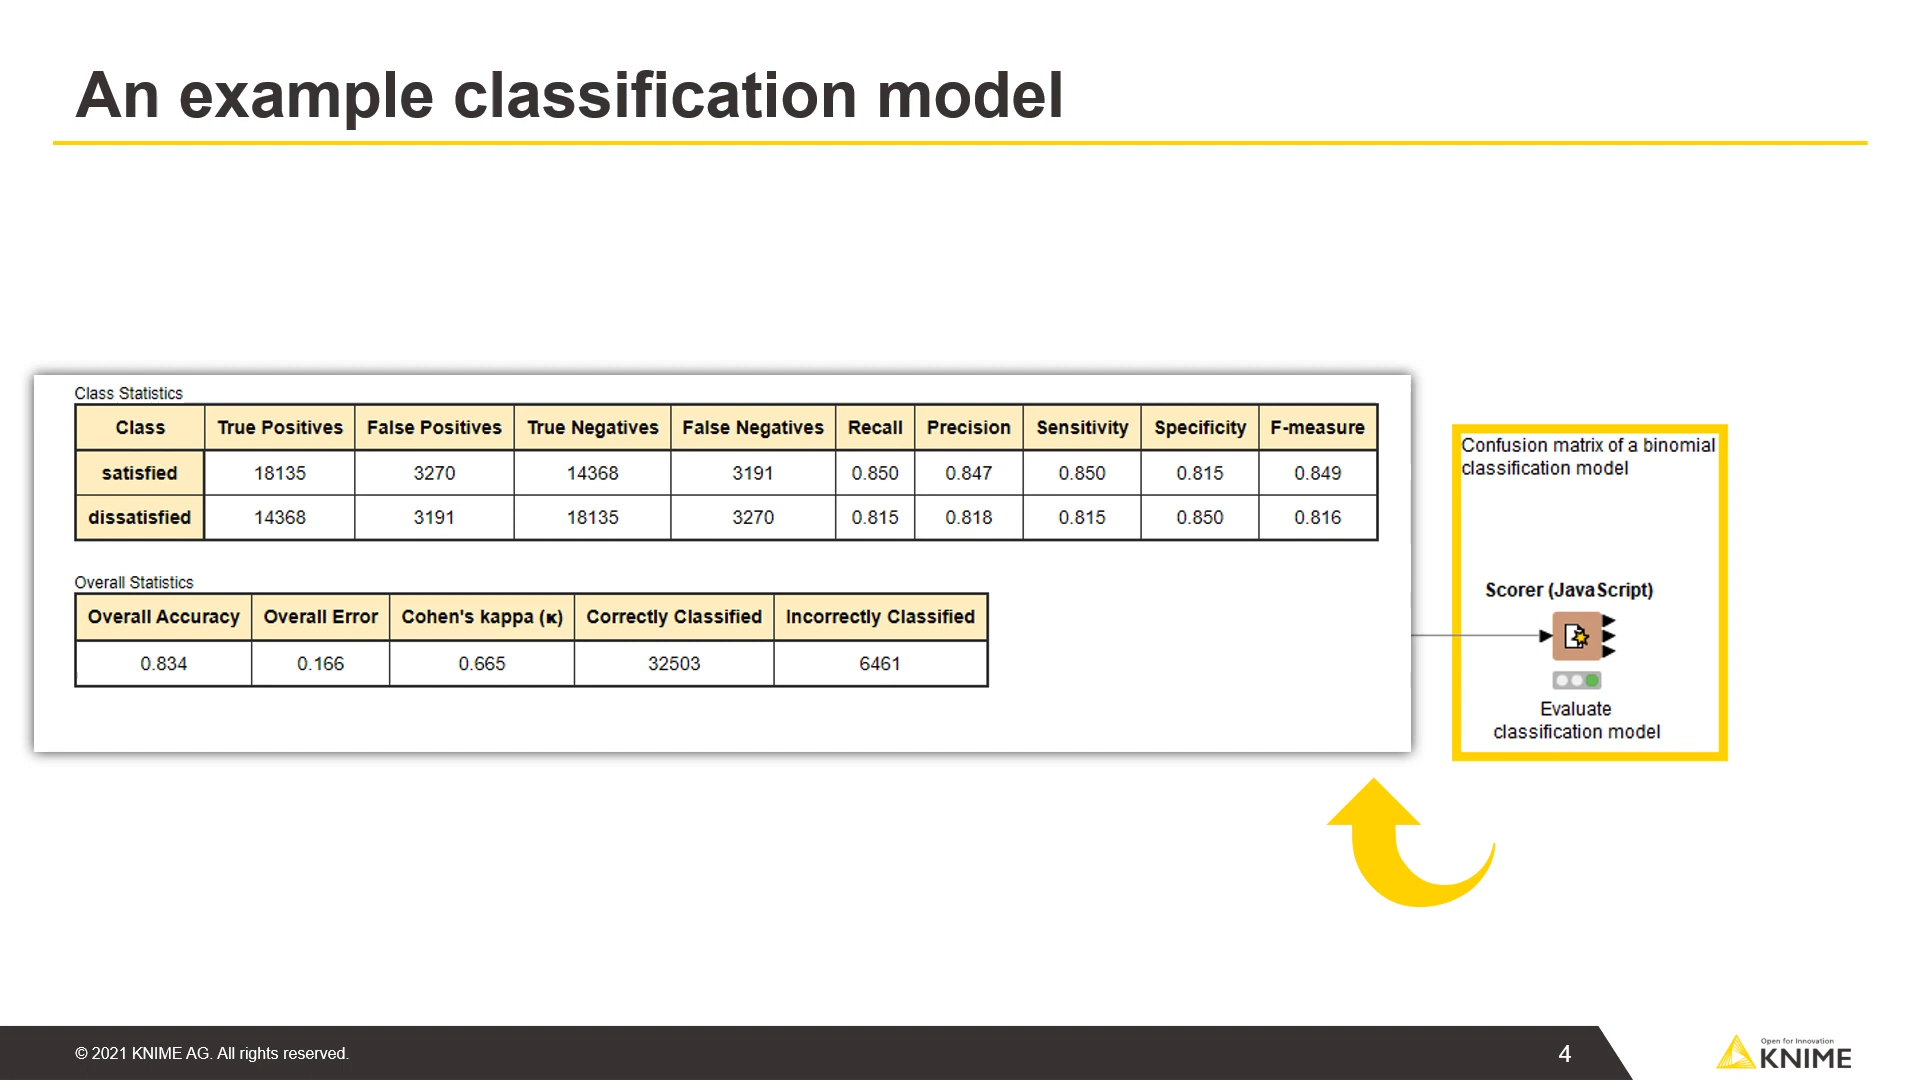 An example classification model
Class Statistics
Class True Positives False Positives True Negatives False Negatives Recall Precision Sensitivity Specificity F-measure
satisfied 18135 3270 14368 3191 0.850 0.847 0.850 0.815 0.849
dissatisfied 14368 3191 18135 3270 0.815 0.818 0.815 0.850 0.816
Overall Statistics
Overall Accuracy Overall Error Cohen's kappa (κ) Correctly Classified Incorrectly Classified
0.834 0.166 0.665 32503 6461
Confusion matrix of a binomial
classification model
Scorer (JavaScript)
Evaluate
classification model
© 2021 KNIME AG. All rights reserved.
4
Open for Innovation
KNIME